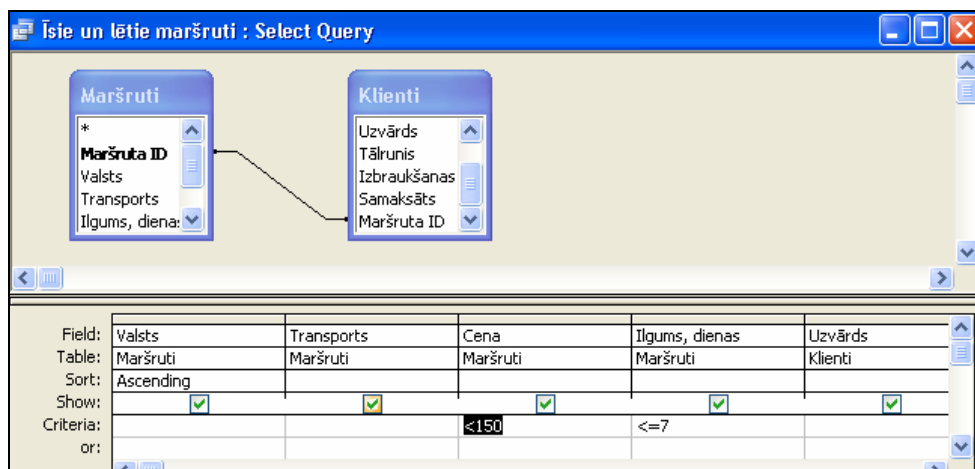 Īsie un lētie maršruti : Select Query
Maršruti
*
Maršruta ID
Valsts
Transports
Ilgums, dienas
Klienti
Uzvārds
Tālrunis
Izbraukšanas
Samaksāts
Maršruta ID
Field: Valsts Transports Cena Ilgums, dienas Uzvārds
Table: Maršruti Maršruti Maršruti Maršruti Klienti
Sort: Ascending
Show:
Criteria: <150 <=7
or: